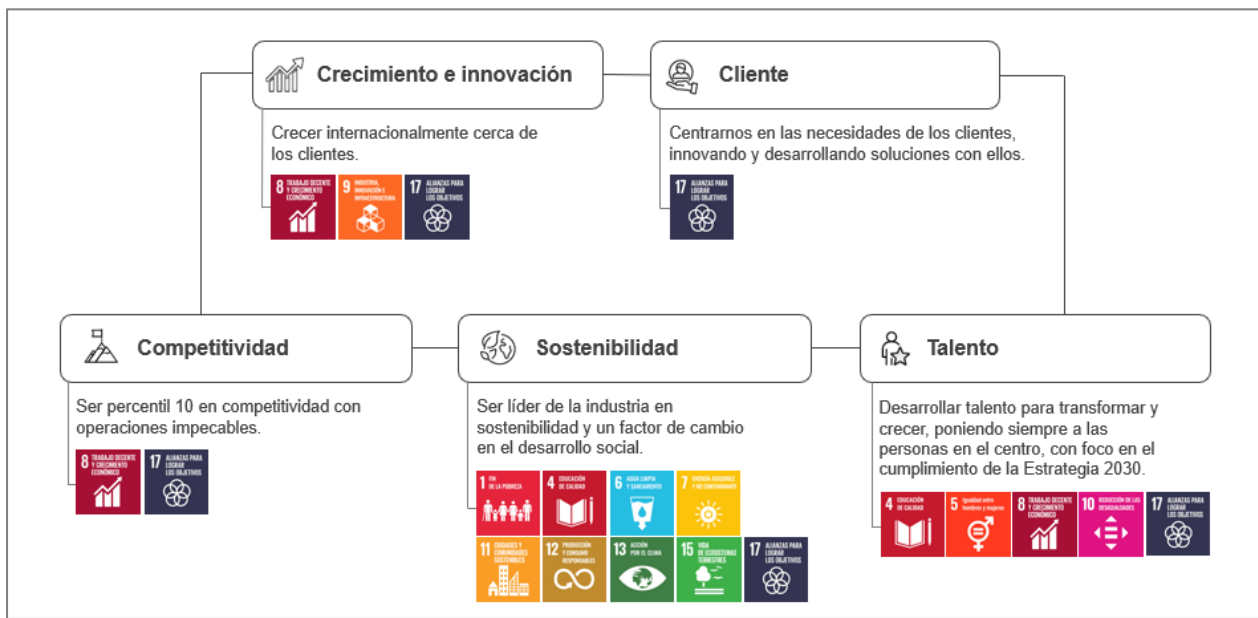 Crecimiento e innovación
Crecer internacionalmente cerca de
los clientes.
8 TRABAJO DECENTE
Y CRECIMIENTO
ECONÓMICO
9 INDUSTRIA,
INNOVACIÓN E
INFRAESTRUCTURA
17 ALIANZAS PARA
LOGRAR
LOS OBJETIVOS
Cliente
Centrarnos en las necesidades de los clientes,
innovando y desarrollando soluciones con ellos.
17 ALIANZAS PARA
LOGRAR
LOS OBJETIVOS
Competitividad
Ser percentil 10 en competitividad con
operaciones impecables.
8 TRABAJO DECENTE
Y CRECIMIENTO
ECONÓMICO
17 ALIANZAS PARA
LOGRAR
LOS OBJETIVOS
Sostenibilidad
Ser líder de la industria en
sostenibilidad y un factor de cambio
en el desarrollo social.
1 FIN
DE LA POBREZA
4 EDUCACIÓN
DE CALIDAD
6 AGUA LIMPIA
Y SANEAMIENTO
7 ENERGÍA ASEQUIBLE
Y NO CONTAMINANTE
11 CIUDADES Y
COMUNIDADES
SOSTENIBLES
12 PRODUCCIÓN
Y CONSUMO
RESPONSABLES
13 ACCIÓN
POR EL CLIMA
15 VIDA
DE ECOSISTEMAS
TERRESTRES
17 ALIANZAS PARA
LOGRAR
LOS OBJETIVOS
Talento
Desarrollar talento para transformar y
crecer, poniendo siempre a las
personas en el centro, con foco en el
cumplimiento de la Estrategia 2030.
4 EDUCACIÓN
DE CALIDAD
5 Igualdad entre
hombres y mujeres
8 TRABAJO DECENTE
Y CRECIMIENTO
ECONÓMICO
10 REDUCCIÓN DE LAS
DESIGUALDADES
17 ALIANZAS PARA
LOGRAR
LOS OBJETIVOS